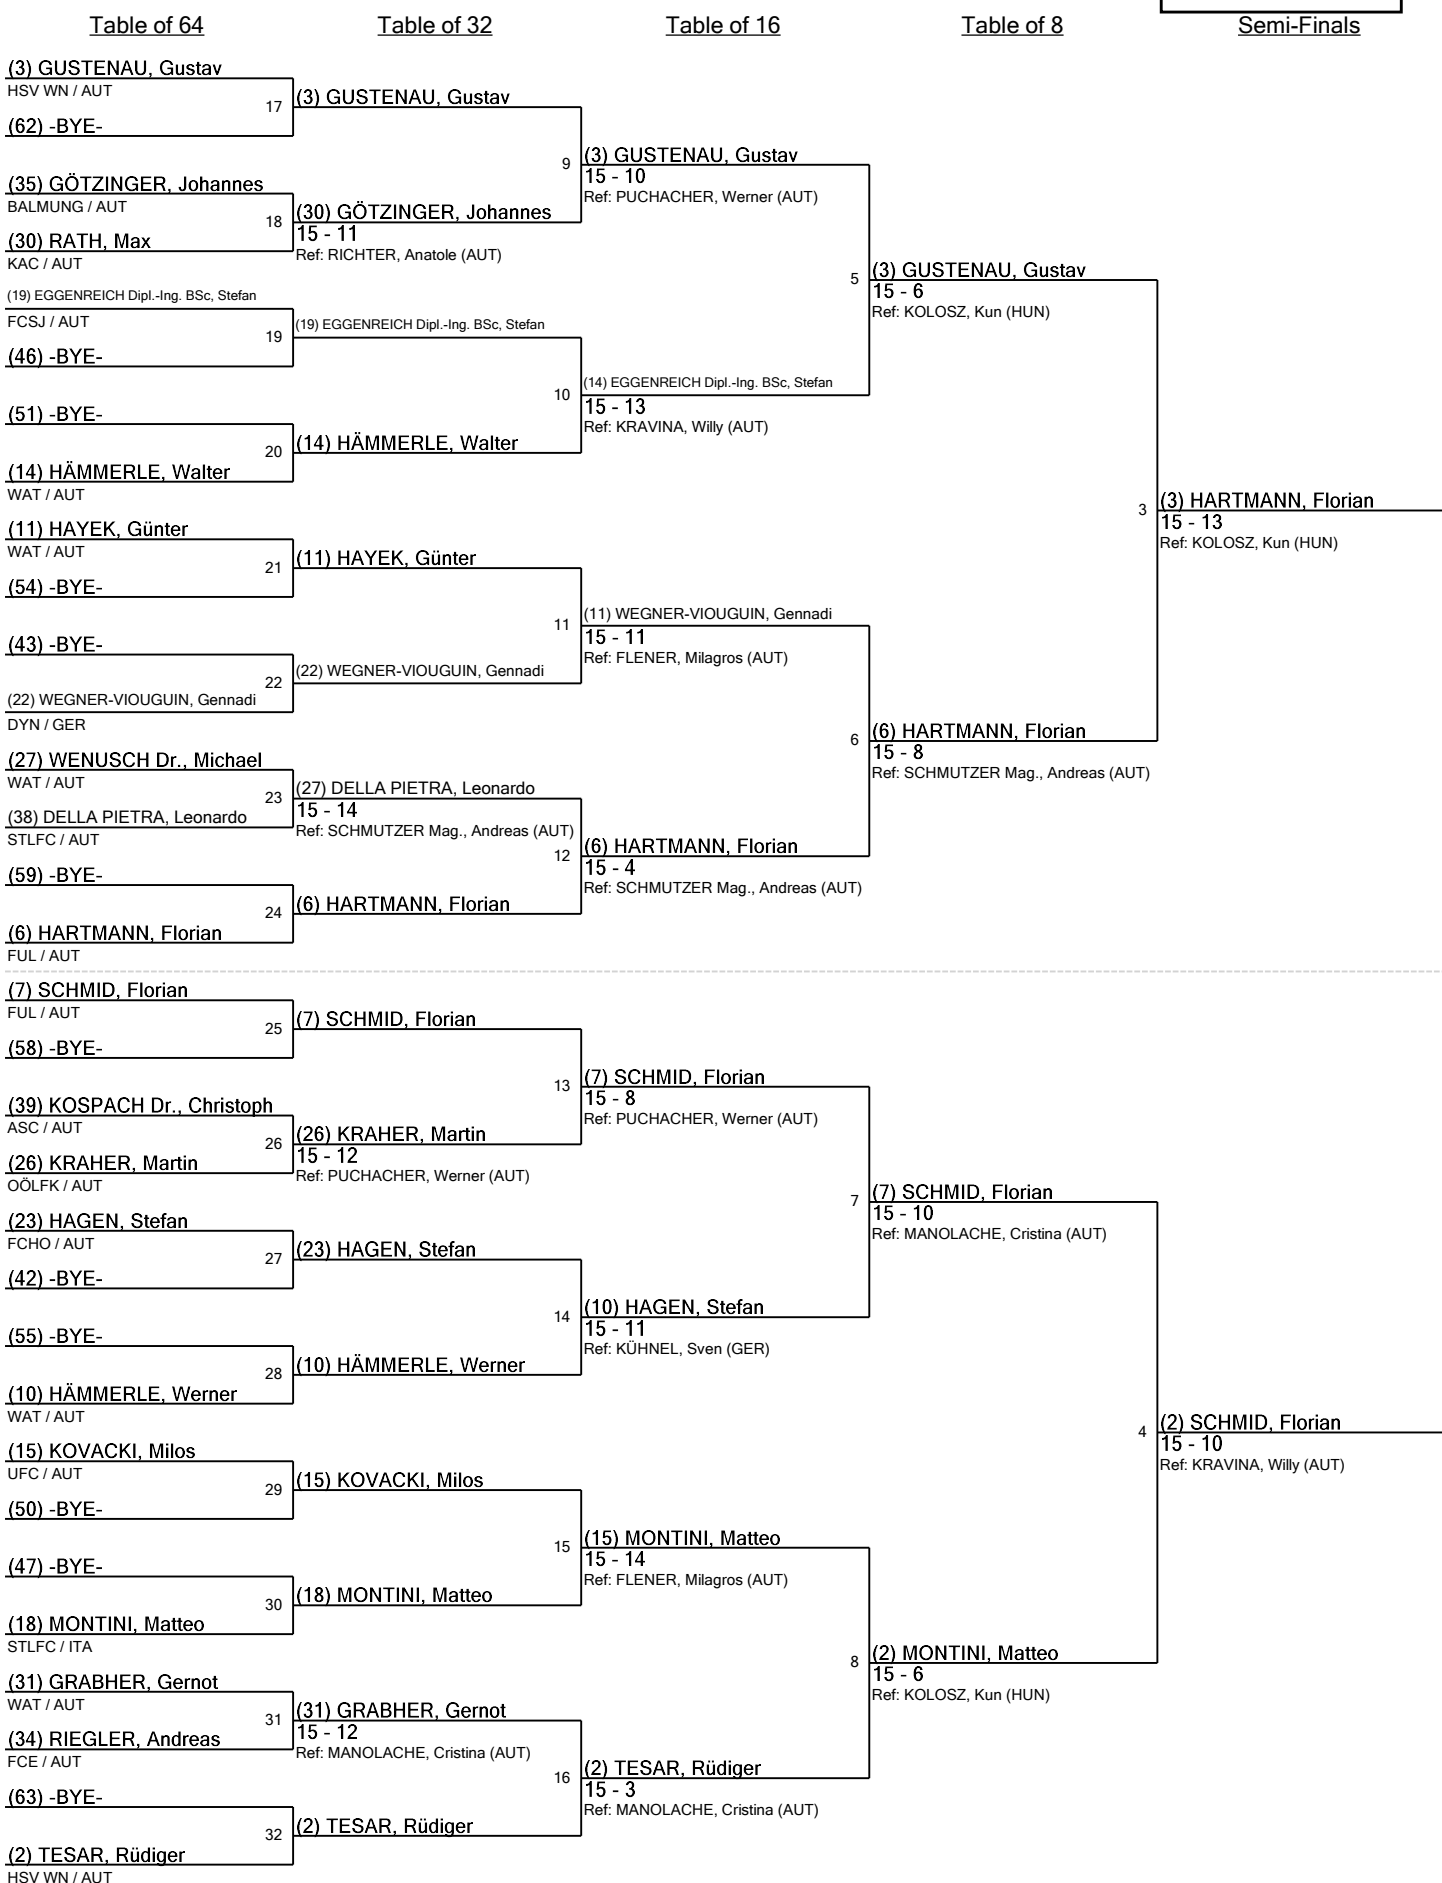 Table of 64
Table of 32
Table of 16
Table of 8
Semi-Finals
(3) GUSTENAU, Gustav
HSV WN / AUT
17
(62) -BYE-
(35) GÖTZINGER, Johannes
BALMUNG / AUT
18
(30) RATH, Max
KAC / AUT
(19) EGGENREICH Dipl.-Ing. BSc, Stefan
FCSJ / AUT
19
(46) -BYE-
(51) -BYE-
20
(14) HÄMMERLE, Walter
WAT / AUT
(11) HAYEK, Günter
WAT / AUT
21
(54) -BYE-
(43) -BYE-
22
(22) WEGNER-VIOUGUIN, Gennadi
DYN / GER
(27) WENUSCH Dr., Michael
WAT / AUT
23
(38) DELLA PIETRA, Leonardo
STLFC / AUT
(59) -BYE-
24
(6) HARTMANN, Florian
FUL / AUT
(3) GUSTENAU, Gustav
9
(30) GÖTZINGER, Johannes
15 - 11
Ref: RICHTER, Anatole (AUT)
(19) EGGENREICH Dipl.-Ing. BSc, Stefan
10
(14) HÄMMERLE, Walter
(11) HAYEK, Günter
11
(22) WEGNER-VIOUGUIN, Gennadi
(27) DELLA PIETRA, Leonardo
15 - 14
Ref: SCHMUTZER Mag., Andreas (AUT)
12
(6) HARTMANN, Florian
(3) GUSTENAU, Gustav
15 - 10
Ref: PUCHACHER, Werner (AUT)
5
(14) EGGENREICH Dipl.-Ing. BSc, Stefan
15 - 13
Ref: KRAVINA, Willy (AUT)
(11) WEGNER-VIOUGUIN, Gennadi
15 - 11
Ref: FLENER, Milagros (AUT)
6
(6) HARTMANN, Florian
15 - 4
Ref: SCHMUTZER Mag., Andreas (AUT)
(3) GUSTENAU, Gustav
15 - 6
Ref: KOLOSZ, Kun (HUN)
3
(6) HARTMANN, Florian
15 - 8
Ref: SCHMUTZER Mag., Andreas (AUT)
(3) HARTMANN, Florian
15 - 13
Ref: KOLOSZ, Kun (HUN)
(7) SCHMID, Florian
FUL / AUT
25
(58) -BYE-
(39) KOSPACH Dr., Christoph
ASC / AUT
26
(26) KRAHER, Martin
OÖLFK / AUT
(23) HAGEN, Stefan
FCHO / AUT
27
(42) -BYE-
(55) -BYE-
28
(10) HÄMMERLE, Werner
WAT / AUT
(15) KOVACKI, Milos
UFC / AUT
29
(50) -BYE-
(47) -BYE-
30
(18) MONTINI, Matteo
STLFC / ITA
(31) GRABHER, Gernot
WAT / AUT
31
(34) RIEGLER, Andreas
FCE / AUT
(63) -BYE-
32
(2) TESAR, Rüdiger
HSV WN / AUT
(7) SCHMID, Florian
13
(26) KRAHER, Martin
15 - 12
Ref: PUCHACHER, Werner (AUT)
(23) HAGEN, Stefan
14
(10) HÄMMERLE, Werner
(15) KOVACKI, Milos
15
(18) MONTINI, Matteo
(31) GRABHER, Gernot
15 - 12
Ref: MANOLACHE, Cristina (AUT)
16
(2) TESAR, Rüdiger
(7) SCHMID, Florian
15 - 8
Ref: PUCHACHER, Werner (AUT)
7
(10) HAGEN, Stefan
15 - 11
Ref: KÜHNEL, Sven (GER)
(15) MONTINI, Matteo
15 - 14
Ref: FLENER, Milagros (AUT)
8
(2) TESAR, Rüdiger
15 - 3
Ref: MANOLACHE, Cristina (AUT)
(7) SCHMID, Florian
15 - 10
Ref: MANOLACHE, Cristina (AUT)
4
(2) MONTINI, Matteo
15 - 6
Ref: KOLOSZ, Kun (HUN)
(2) SCHMID, Florian
15 - 10
Ref: KRAVINA, Willy (AUT)